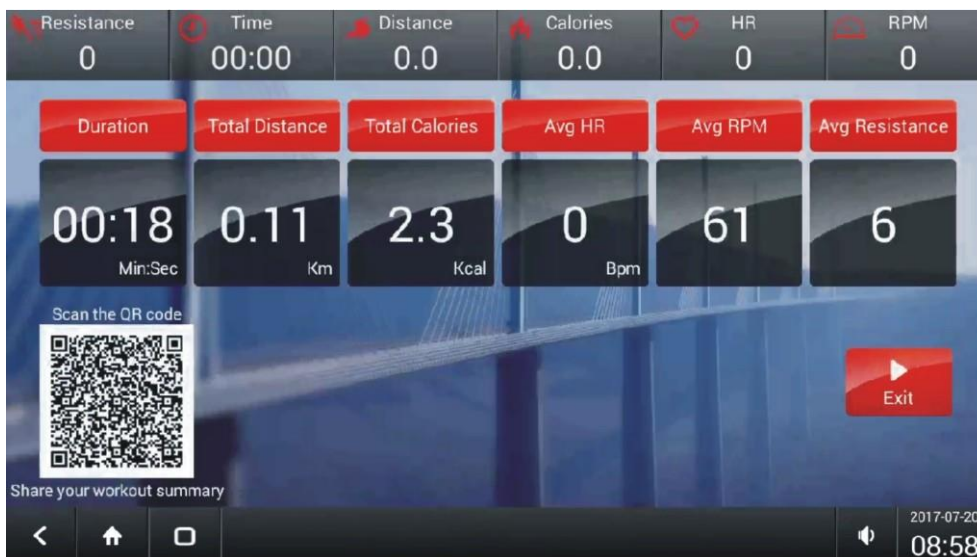 Resistance
0
Time
00:00
Distance
0.0
Calories
0.0
HR
0
RPM
0
Duration
00:18
Min:Sec
Total Distance
0.11
Km
Total Calories
2.3
Kcal
Avg HR
0
Bpm
Avg RPM
61
Avg Resistance
6
Scan the QR code
Share your workout summary
Exit
2017-07-20
08:58